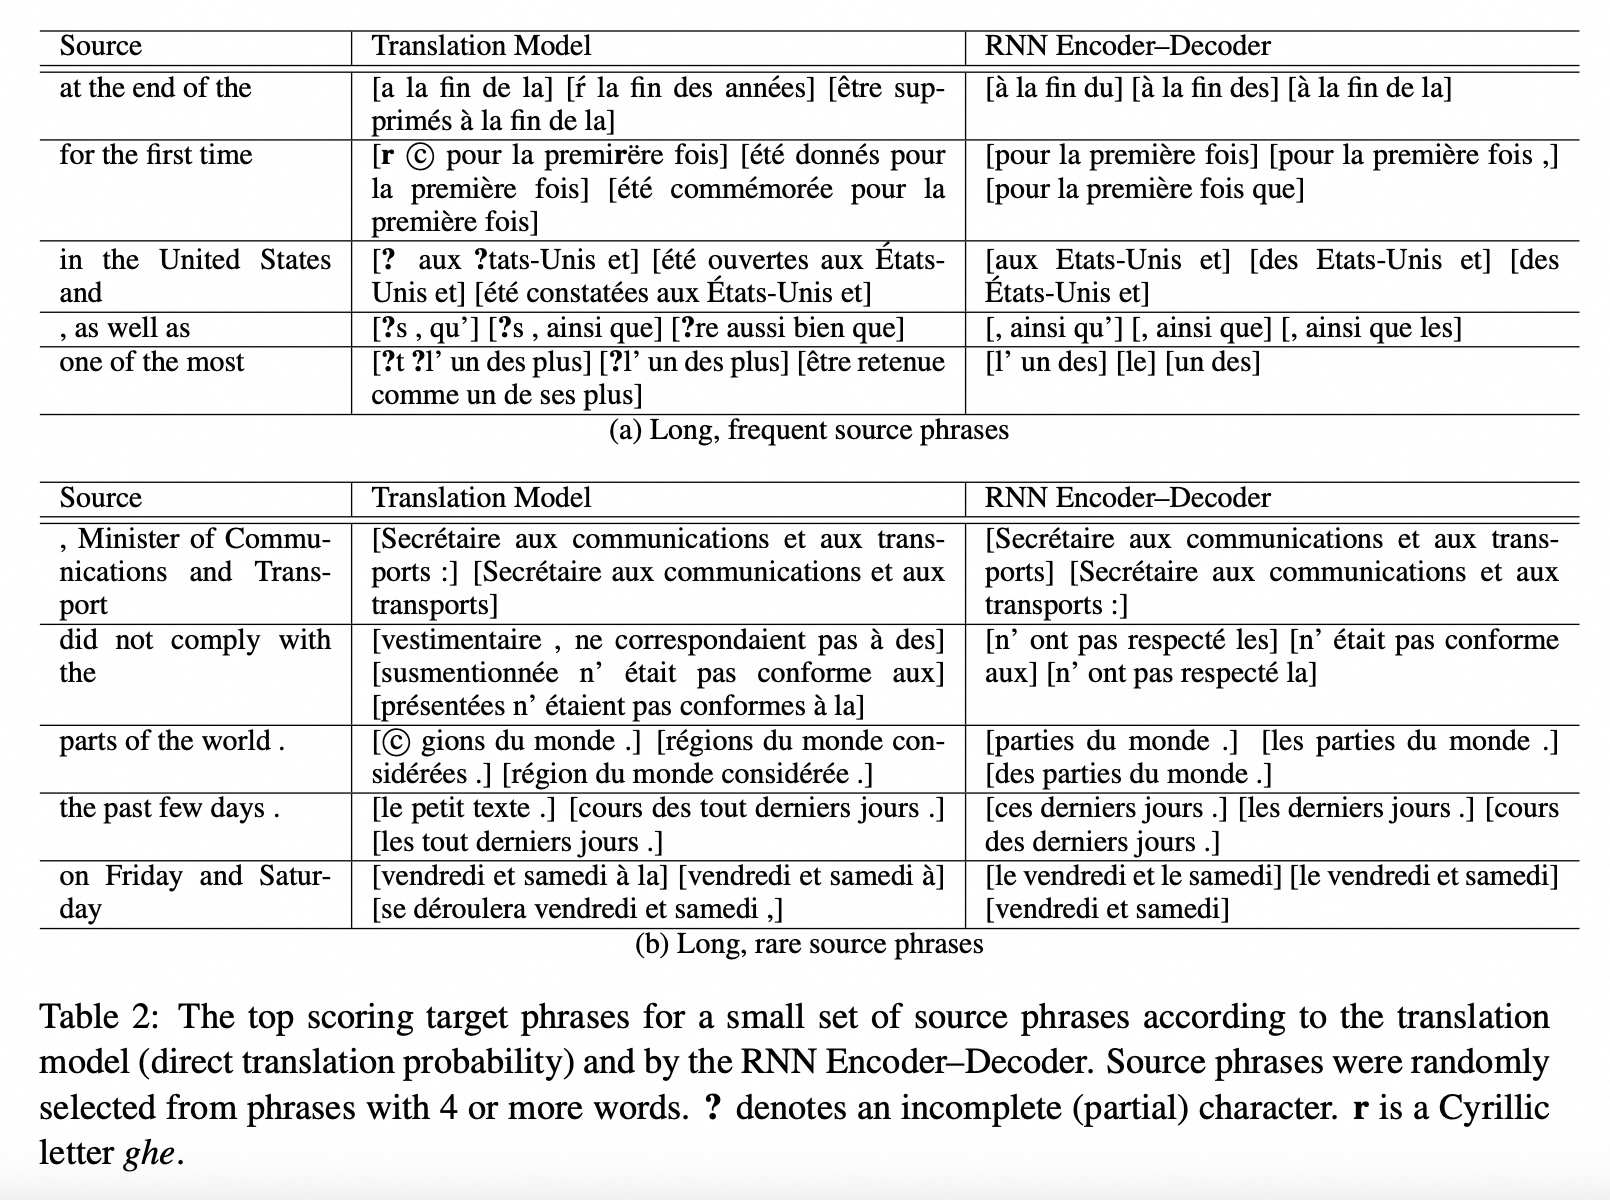 Source Translation Model RNN Encoder–Decoder
at the end of the [a la fin de la] [ŕ la fin des années] [être sup- [à la fin du] [à la fin des] [à la fin de la]
primés à la fin de la]
for the first time [r © pour la premirëre fois] [été donnés pour [pour la première fois] [pour la première fois ,]
la première fois] [été commémorée pour la [pour la première fois que]
première fois]
in the United States [? aux ?tats-Unis et] [été ouvertes aux États- [aux Etats-Unis et] [des Etats-Unis et] [des
and Unis et] [été constatées aux États-Unis et] États-Unis et]
, as well as [?s , qu’] [?s , ainsi que] [?re aussi bien que] [, ainsi qu’] [, ainsi que] [, ainsi que les]
one of the most [?t ?l’ un des plus] [?l’ un des plus] [être retenue [l’ un des] [le] [un des]
comme un de ses plus]
(a) Long, frequent source phrases
Source Translation Model RNN Encoder–Decoder
, Minister of Commu- [Secrétaire aux communications et aux trans- [Secrétaire aux communications et aux trans-
nications and Trans- ports :] [Secrétaire aux communications et aux ports] [Secrétaire aux communications et aux
port transports] transports :]
did not comply with [vestimentaire , ne correspondaient pas à des] [n’ ont pas respecté les] [n’ était pas conforme
the [susmentionnée n’ était pas conforme aux] aux] [n’ ont pas respecté la]
[présentées n’ étaient pas conformes à la]
parts of the world . [© gions du monde .] [régions du monde con- [parties du monde .] [les parties du monde .]
sidérées .] [région du monde considérée .] [des parties du monde .]
the past few days . [le petit texte .] [cours des tout derniers jours .] [ces derniers jours .] [les derniers jours .] [cours
[les tout derniers jours .] des derniers jours .]
on Friday and Satur- [vendredi et samedi à la] [vendredi et samedi à] [le vendredi et le samedi] [le vendredi et samedi]
day [se déroulera vendredi et samedi ,] [vendredi et samedi]
(b) Long, rare source phrases
Table 2: The top scoring target phrases for a small set of source phrases according to the translation
model (direct translation probability) and by the RNN Encoder–Decoder. Source phrases were randomly
selected from phrases with 4 or more words. ? denotes an incomplete (partial) character. r is a Cyrillic
letter ghe.